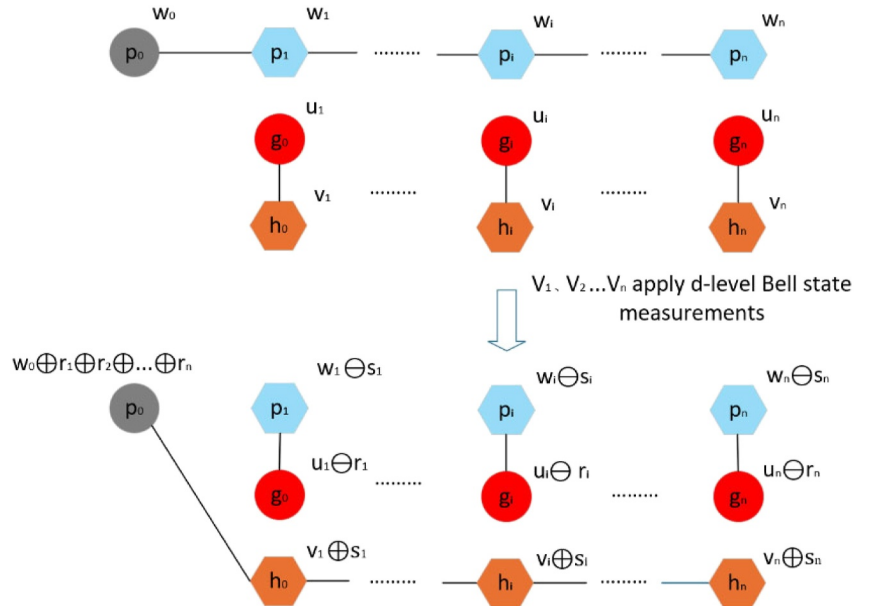 w₀ w₁ wᵢ wₙ
p₀ p₁ ......... pᵢ ......... pₙ
u₁ uᵢ uₙ
g₀ gᵢ gₙ
v₁ ......... vᵢ ......... vₙ
h₀ hᵢ hₙ
V₁、V₂...Vₙ apply d-level Bell state
measurements
w₀⊕r₁⊕r₂⊕...⊕rₙ w₁⊖s₁ wᵢ⊖sᵢ wₙ⊖sₙ
p₀ p₁ pᵢ pₙ
u₁⊖r₁ ......... uᵢ⊖ rᵢ ......... uₙ⊖rₙ
g₀ gᵢ gₙ
v₁⊕s₁ vᵢ⊕sᵢ vₙ⊕sₙ
h₀ ......... hᵢ ......... hₙ